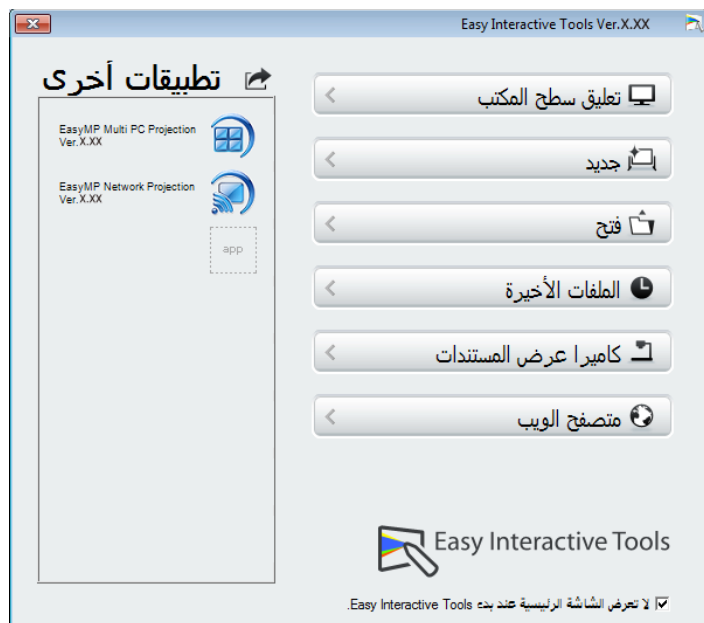 Easy Interactive Tools Ver.X.XX
تعليق سطح المكتب
جديد
فتح
الملفات الأخيرة
كاميرا عرض المستندات
متصفح الويب
تطبيقات أخرى
EasyMP Multi PC Projection
Ver.X.XX
EasyMP Network Projection
Ver.X.XX
app
Easy Interactive Tools
لا تعرض الشاشة الرئيسية عند بدء Easy Interactive Tools.